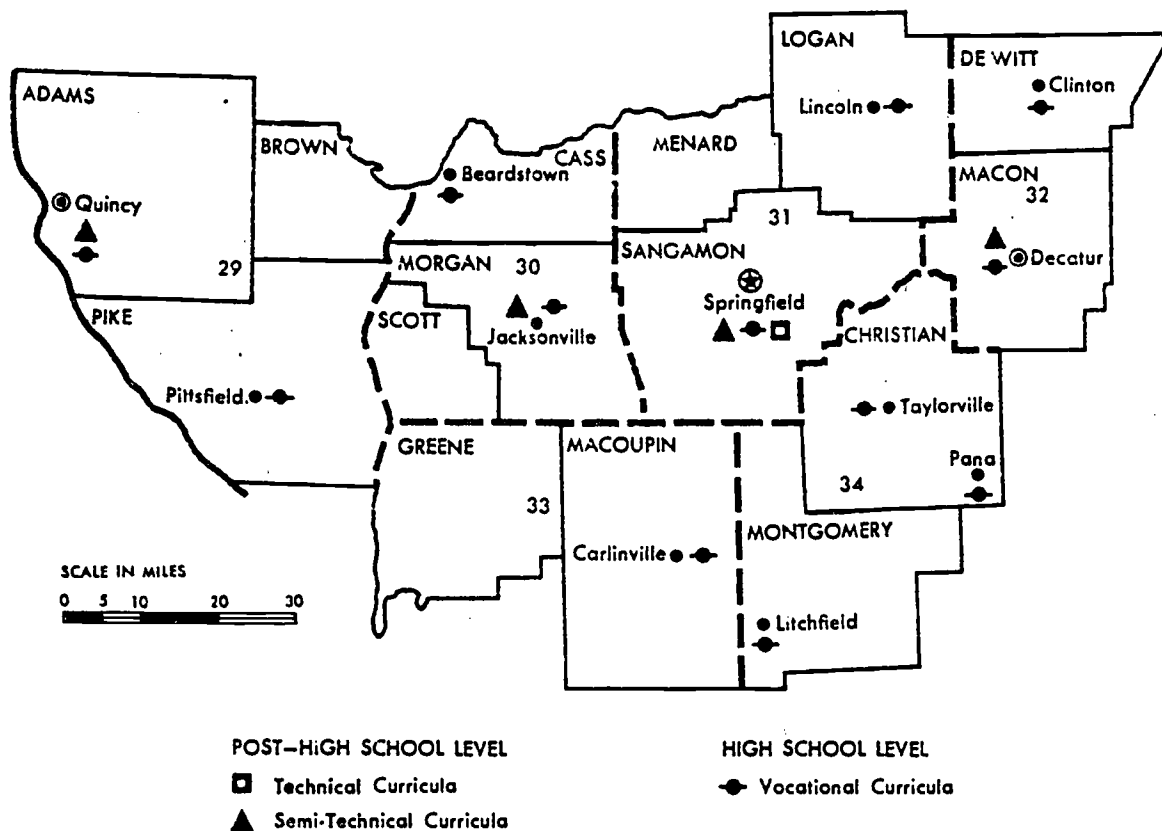 LOGAN
DE WITT
Clinton
Lincoln
ADAMS
BROWN
CASS
MENARD
Beardstown
MACON
32
Quincy
31
29
MORGAN
30
SANGAMON
Decatur
PIKE
SCOTT
Springfield
Jacksonville
CHRISTIAN
Pittsfield.
Taylorville
GREENE
MACOUPIN
Pana
34
33
MONTGOMERY
Carlinville
SCALE IN MILES
0 5 10 20 30
Litchfield
POST-HIGH SCHOOL LEVEL
HIGH SCHOOL LEVEL
Technical Curricula
Vocational Curricula
Semi-Technical Curricula